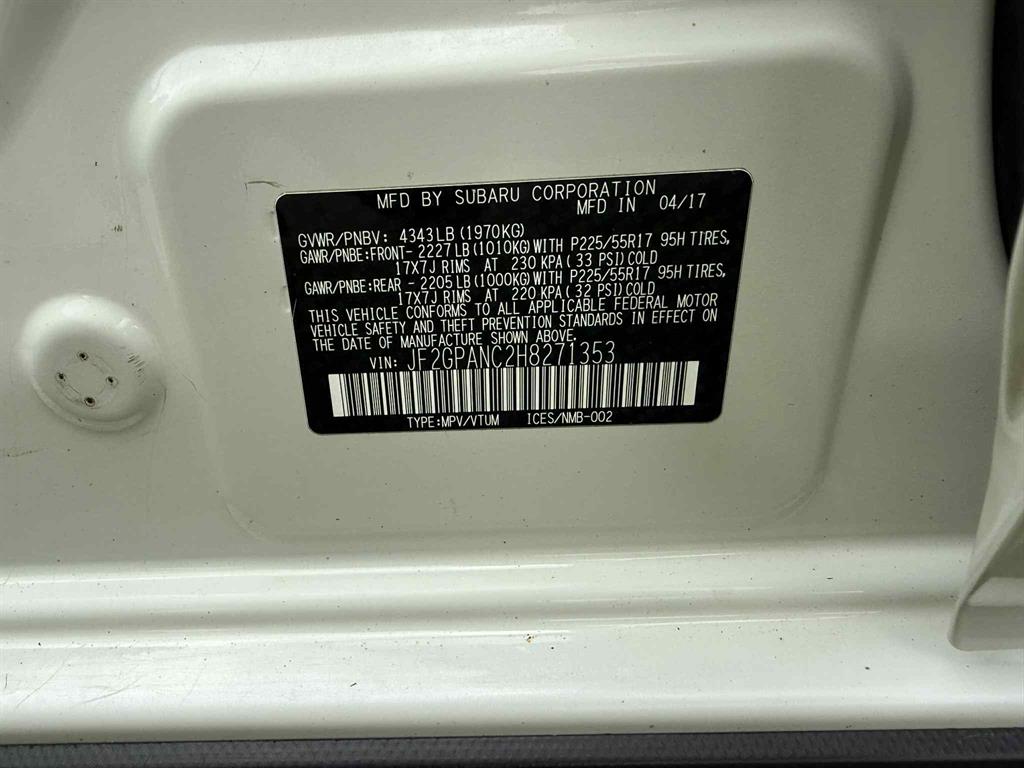 MFD BY SUBARU CORPORATION
MFD IN 04/17
GVWR/PNBV: 4343LB(1970KG)
GAWR/PNBE:FRONT- 2227LB(1010KG)WITH P225/55R17 95H TIRES,
17X7J RIMS AT 230 KPA(33 PSI)COLD
GAWR/PNBE:REAR - 2205LB(1000KG)WITH P225/55R17 95H TIRES,
17X7J RIMS AT 220 KPA(32 PSI)COLD
THIS VEHICLE CONFORMS TO ALL APPLICABLE FEDERAL MOTOR
VEHICLE SAFETY AND THEFT PREVENTION STANDARDS IN EFFECT ON
THE DATE OF MANUFACTURE SHOWN ABOVE.
VIN: JF2GPANC2H8271353
TYPE:MPV/VTUM ICES/NMB-002